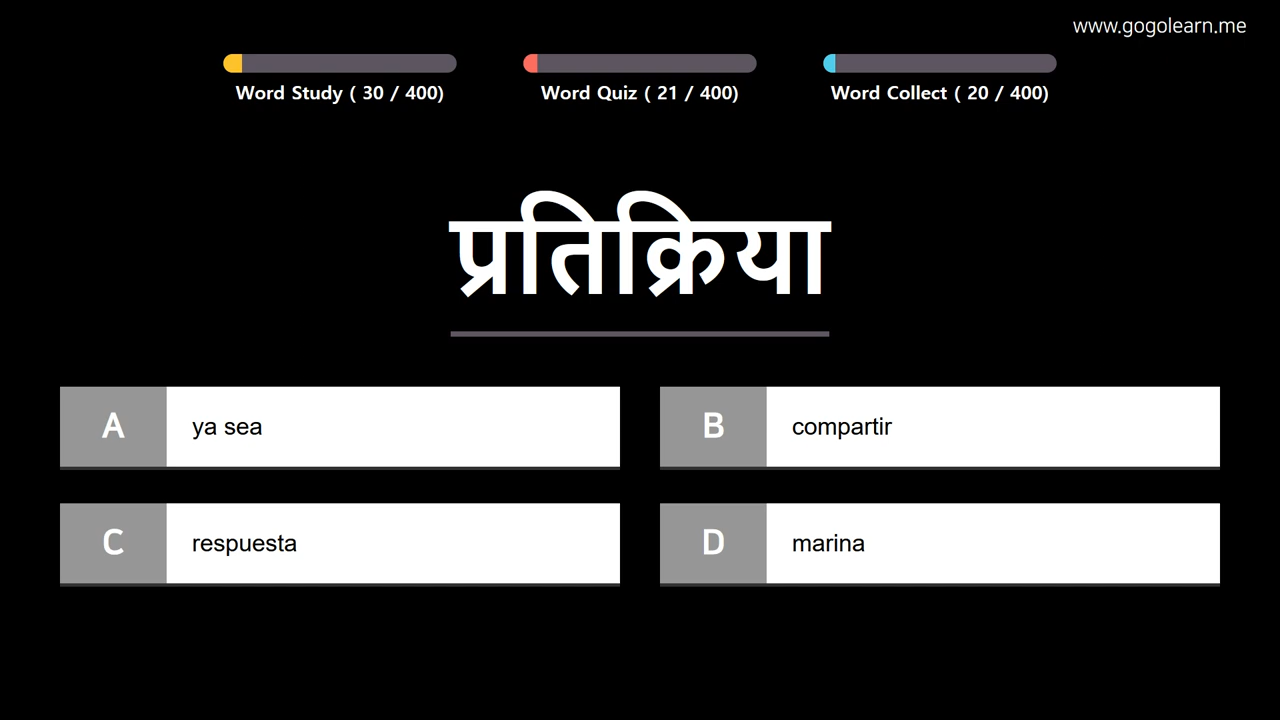 www.gogolearn.me
Word Study ( 30 / 400)
Word Quiz ( 21 / 400)
Word Collect ( 20 / 400)
प्रतिक्रिया
A
ya sea
B
compartir
C
respuesta
D
marina